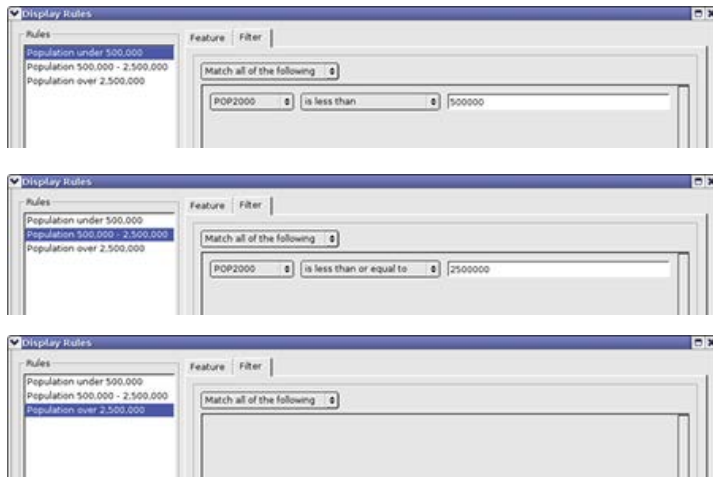 Display Rules
Rules
Population under 500,000
Population 500,000 - 2,500,000
Population over 2,500,000
Feature Filter
Match all of the following
POP2000 is less than 500000
Display Rules
Rules
Population under 500,000
Population 500,000 - 2,500,000
Population over 2,500,000
Feature Filter
Match all of the following
POP2000 is less than or equal to 2500000
Display Rules
Rules
Population under 500,000
Population 500,000 - 2,500,000
Population over 2,500,000
Feature Filter
Match all of the following